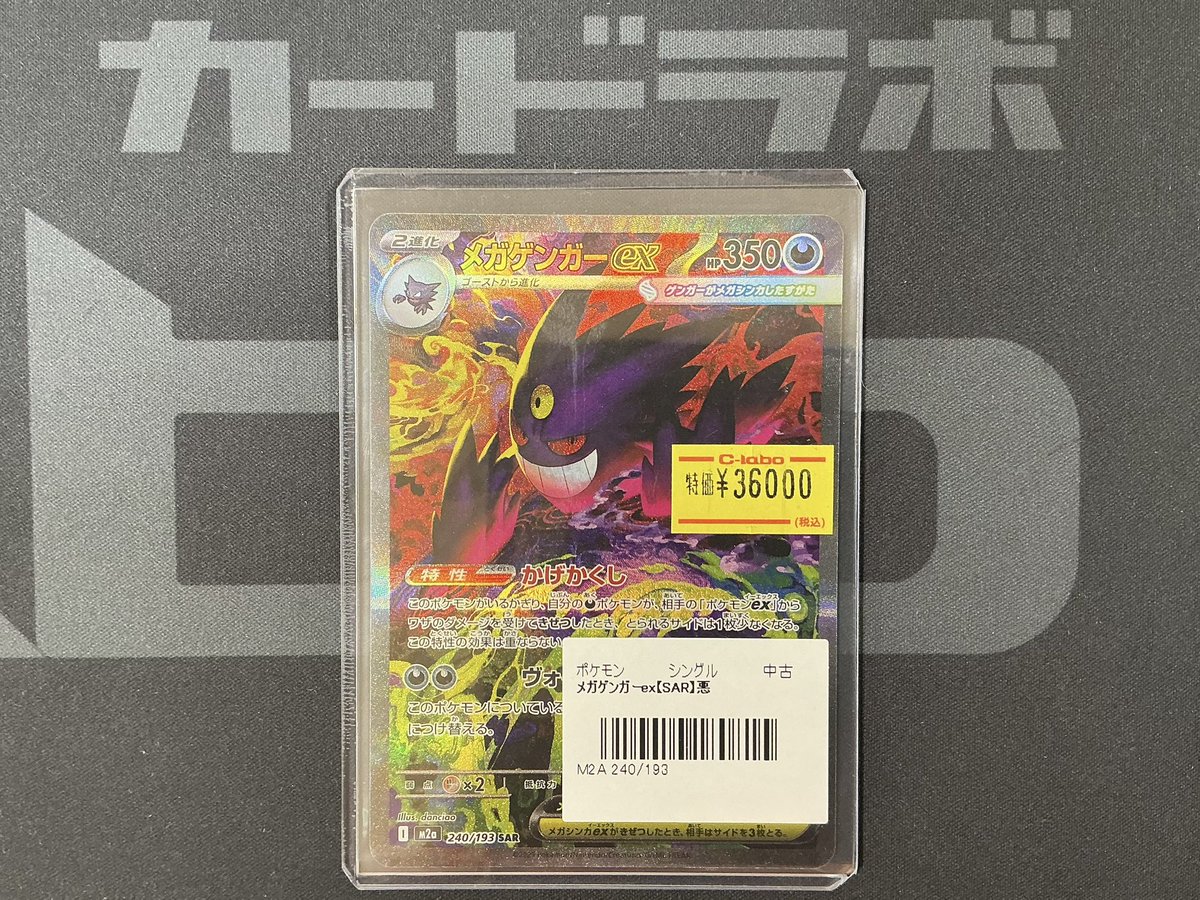 カードラボ
2進化
メガゲンガーex
HP350
ゴーストから進化
ゲンガーがメガシンカしたすがた
C-labo
特価¥36000
(税込)
特性
とくせい
かげかくし
このポケモンがいるかぎり、自分の悪ポケモンが、相手の「ポケモンex」から
ワザのダメージを受けてきぜつしたとき、とられるサイドは1枚少なくなる。
この特性の効果は重ならない
ヴォ
このポケモンについている
につけ替える。
ポケモン シングル 中古
メガゲンガーex【SAR】悪
M2A 240/193
弱点
×2
抵抗力
Illus. danciao
I m2a 240/193 SAR
メガシンカexがきぜつしたとき、相手はサイドを3枚とる。